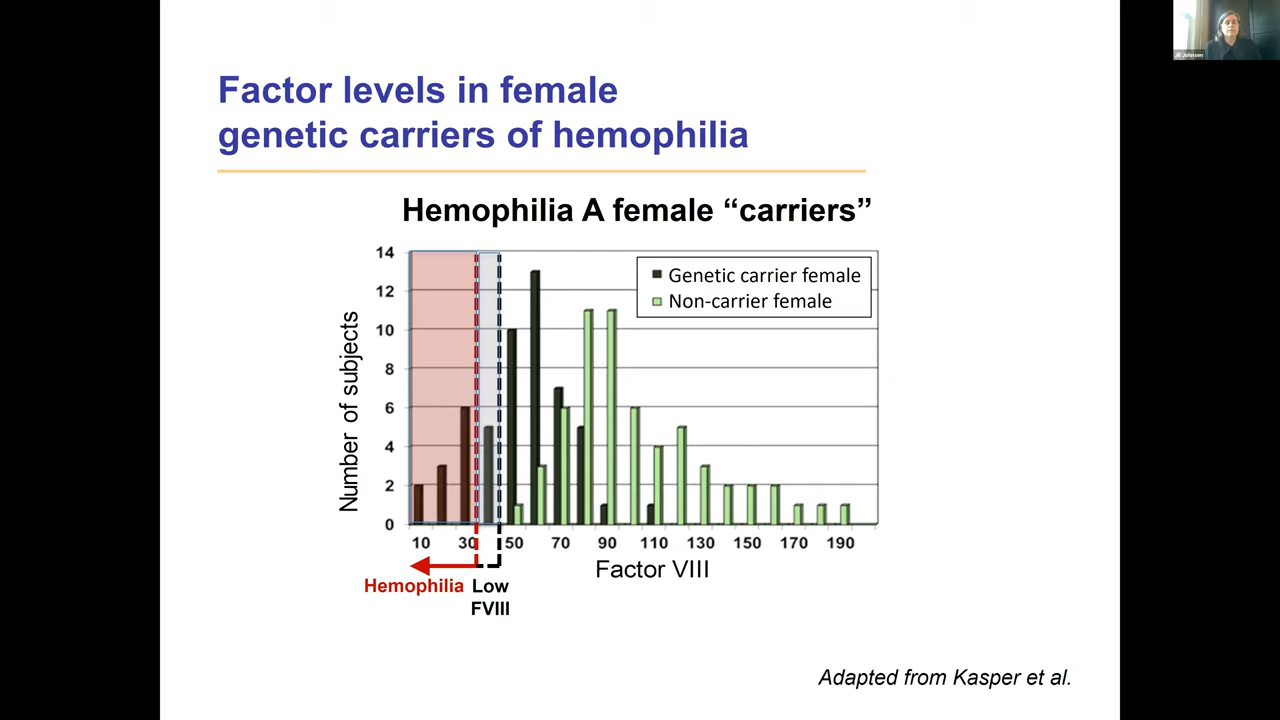 Jill Johnsen
Factor levels in female
genetic carriers of hemophilia
Hemophilia A female “carriers”
Genetic carrier female
Non-carrier female
Number of subjects
14
12
10
8
6
4
2
0
10 30 50 70 90 110 130 150 170 190
Factor VIII
Hemophilia Low
FVIII
Adapted from Kasper et al.